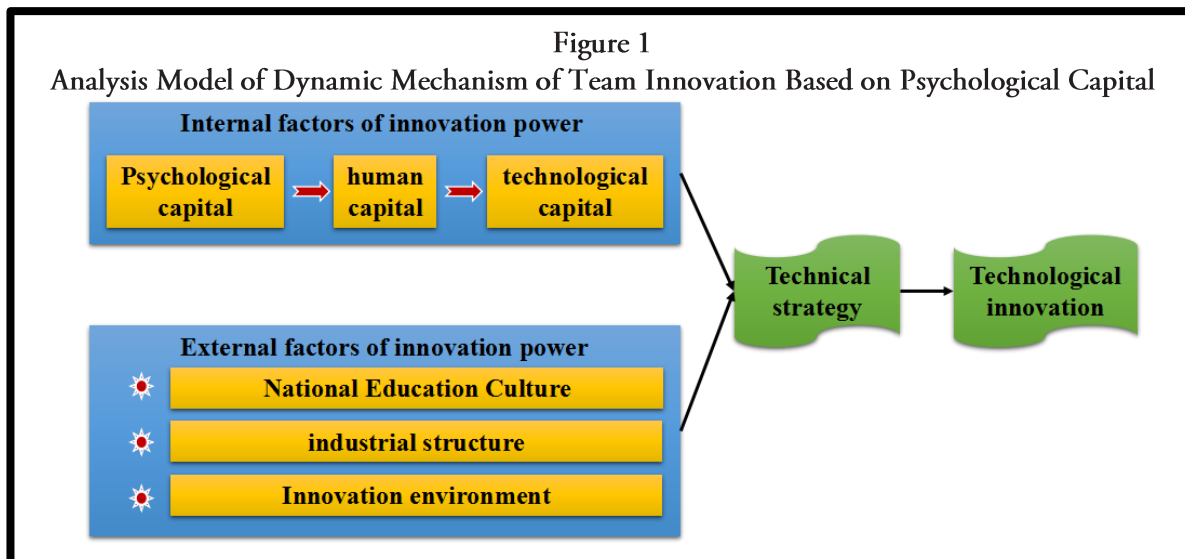 Figure 1
Analysis Model of Dynamic Mechanism of Team Innovation Based on Psychological Capital
Internal factors of innovation power
Psychological
capital
human
capital
technological
capital
Technical
strategy
Technological
innovation
External factors of innovation power
National Education Culture
industrial structure
Innovation environment